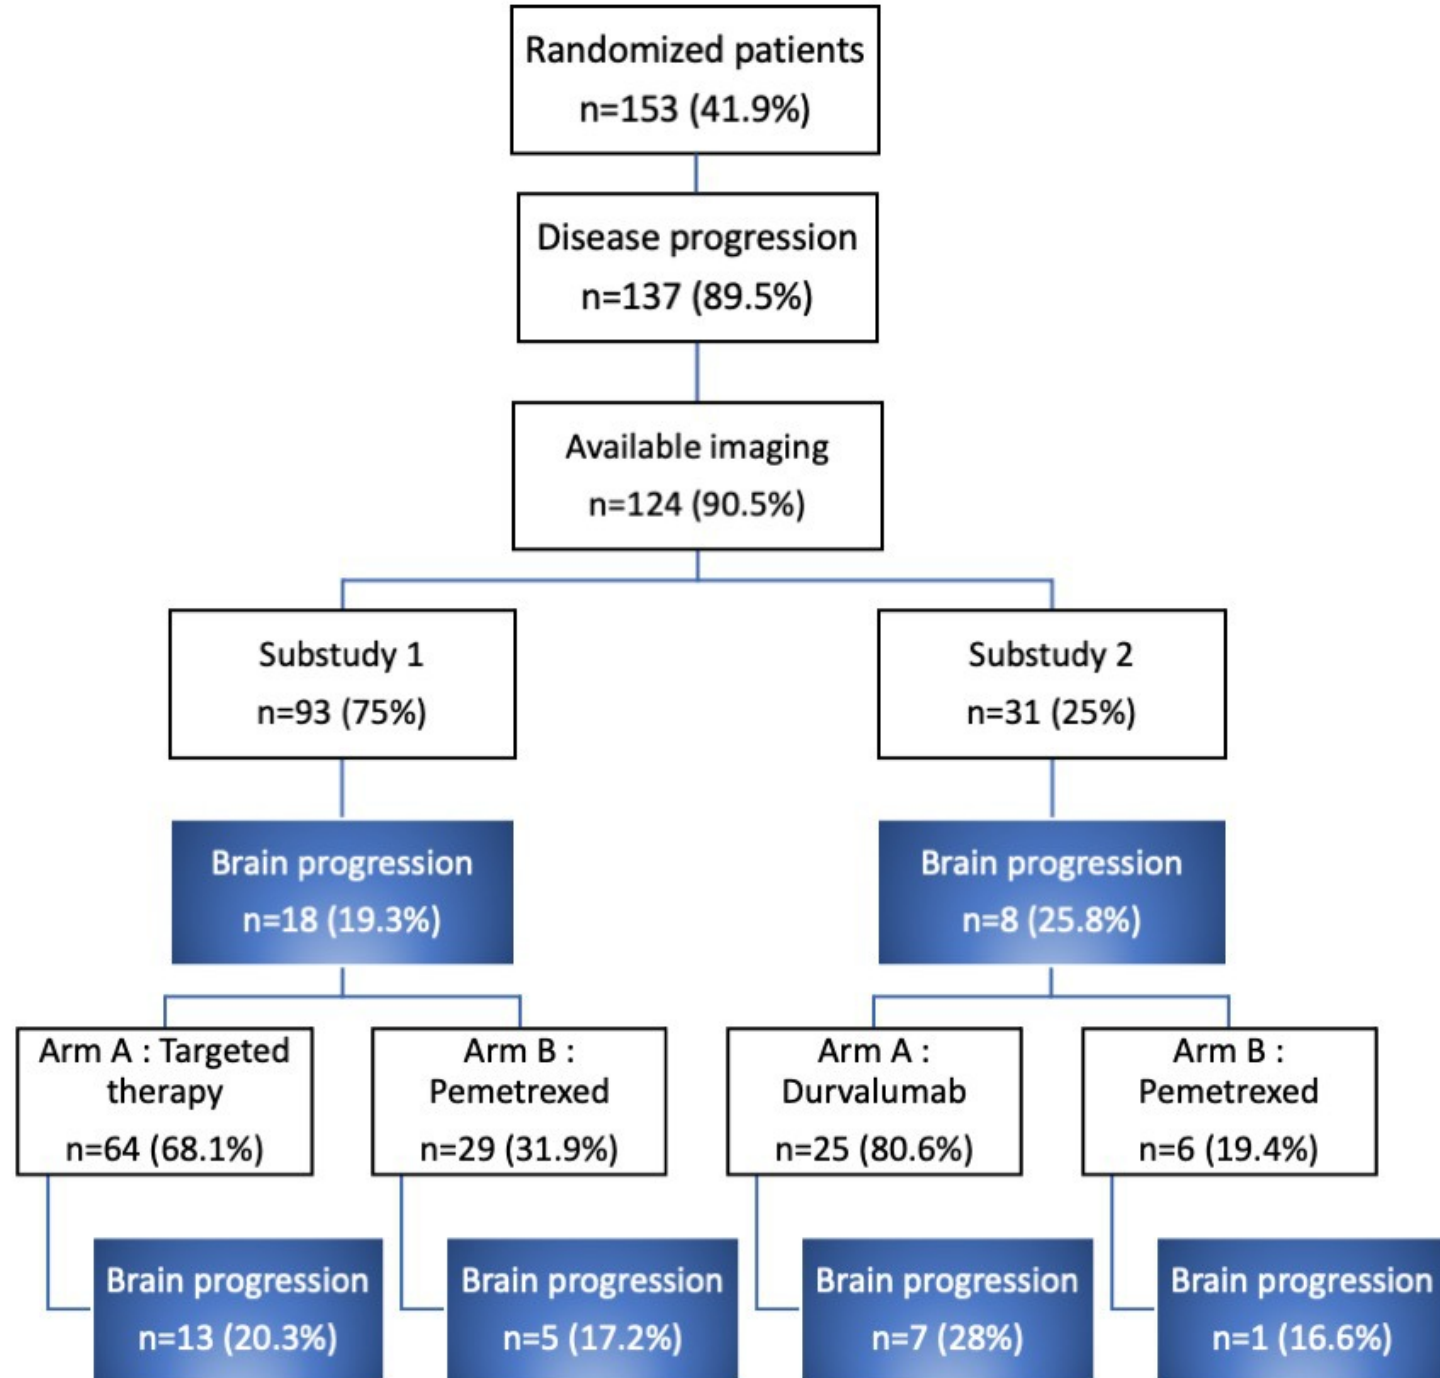 Randomized patients
n=153 (41.9%)
Disease progression
n=137 (89.5%)
Available imaging
n=124 (90.5%)
Substudy 1
n=93 (75%)
Substudy 2
n=31 (25%)
Brain progression
n=18 (19.3%)
Brain progression
n=8 (25.8%)
Arm A : Targeted
therapy
n=64 (68.1%)
Arm B :
Pemetrexed
n=29 (31.9%)
Arm A :
Durvalumab
n=25 (80.6%)
Arm B :
Pemetrexed
n=6 (19.4%)
Brain progression
n=13 (20.3%)
Brain progression
n=5 (17.2%)
Brain progression
n=7 (28%)
Brain progression
n=1 (16.6%)